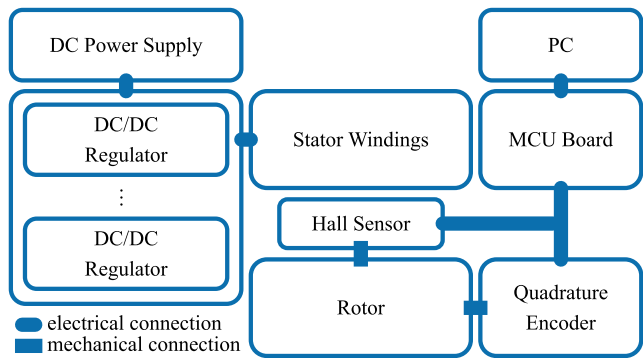 DC Power Supply
PC
DC/DC
Regulator
Stator Windings
MCU Board
⋮
Hall Sensor
DC/DC
Regulator
Rotor
Quadrature
Encoder
electrical connection
mechanical connection